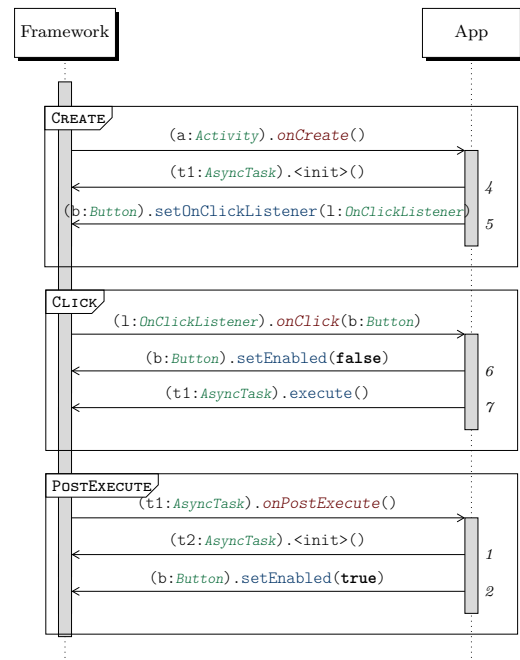 Framework App
CREATE
(a:Activity).onCreate()
(t1:AsyncTask).<init>()
4
(b:Button).setOnClickListener(l:OnClickListener)
5
CLICK
(l:OnClickListener).onClick(b:Button)
(b:Button).setEnabled(false)
6
(t1:AsyncTask).execute()
7
POSTEXECUTE
(t1:AsyncTask).onPostExecute()
(t2:AsyncTask).<init>()
1
(b:Button).setEnabled(true)
2